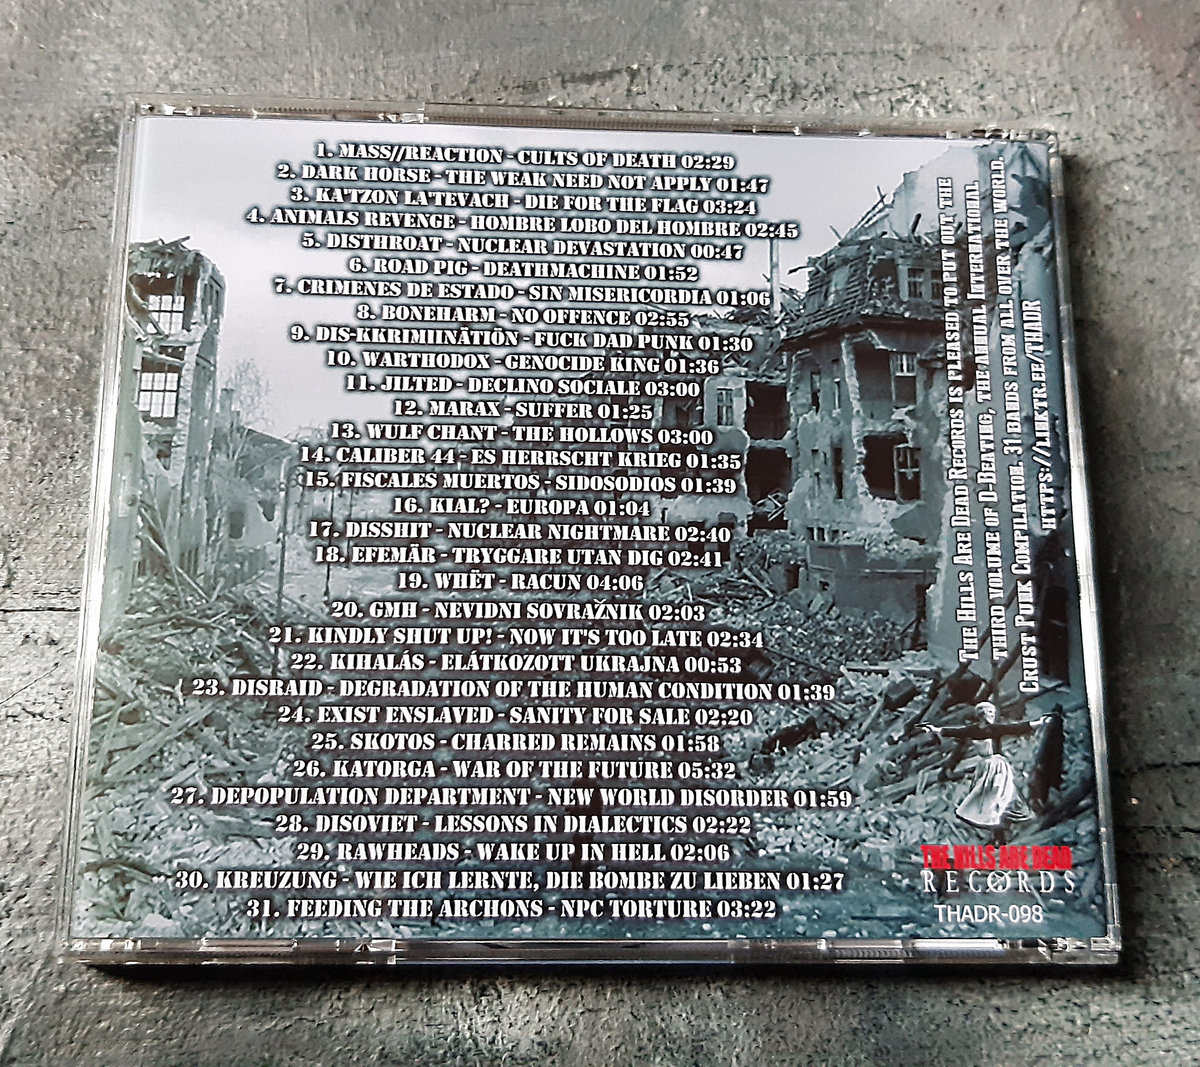 1. MASS//REACTION - CULTS OF DEATH 02:29
2. DARK HORSE - THE WEAK NEED NOT APPLY 01:47
3. KA'TZON LA'TEVACH - DIE FOR THE FLAG 03:24
4. ANIMALS REVENGE - HOMBRE LOBO DEL HOMBRE 02:45
5. DISTHROAT - NUCLEAR DEVASTATION 00:47
6. ROAD PIG - DEATHMACHINE 01:52
7. CRIMENES DE ESTADO - SIN MISERICORDIA 01:06
8. BONEHARM - NO OFFENCE 02:55
9. DIS-KKRIMIINÄTIÖN - FUCK DAD PUNK 01:30
10. WARTHODOX - GENOCIDE KING 01:36
11. JILTED - DECLINO SOCIALE 03:00
12. MARAX - SUFFER 01:25
13. WULF CHANT - THE HOLLOWS 03:00
14. CALIBER 44 - ES HERRSCHT KRIEG 01:35
15. FISCALES MUERTOS - SIDOSODIOS 01:39
16. KIAL? - EUROPA 01:04
17. DISSHIT - NUCLEAR NIGHTMARE 02:40
18. EFEMÄR - TRYGGARE UTAN DIG 02:41
19. WHËT - RACUN 04:06
20. GMH - NEVIDNI SOVRAŽNIK 02:03
21. KINDLY SHUT UP! - NOW IT'S TOO LATE 02:34
22. KIHALÁS - ELÁTKOZOTT UKRAJNA 00:53
23. DISRAID - DEGRADATION OF THE HUMAN CONDITION 01:39
24. EXIST ENSLAVED - SANITY FOR SALE 02:20
25. SKOTOS - CHARRED REMAINS 01:58
26. KATORGA - WAR OF THE FUTURE 05:32
27. DEPOPULATION DEPARTMENT - NEW WORLD DISORDER 01:59
28. DISOVIET - LESSONS IN DIALECTICS 02:22
29. RAWHEADS - WAKE UP IN HELL 02:06
30. KREUZUNG - WIE ICH LERNTE, DIE BOMBE ZU LIEBEN 01:27
31. FEEDING THE ARCHONS - NPC TORTURE 03:22
The Hills Are Dead Records is pleased to put out the
third volume of D-Beating, the annual International
Crust Punk Compilation. 31 bands from all over the world.
https://linktr.ee/THADR
THE HILLS ARE DEAD
RECORDS
THADR-098